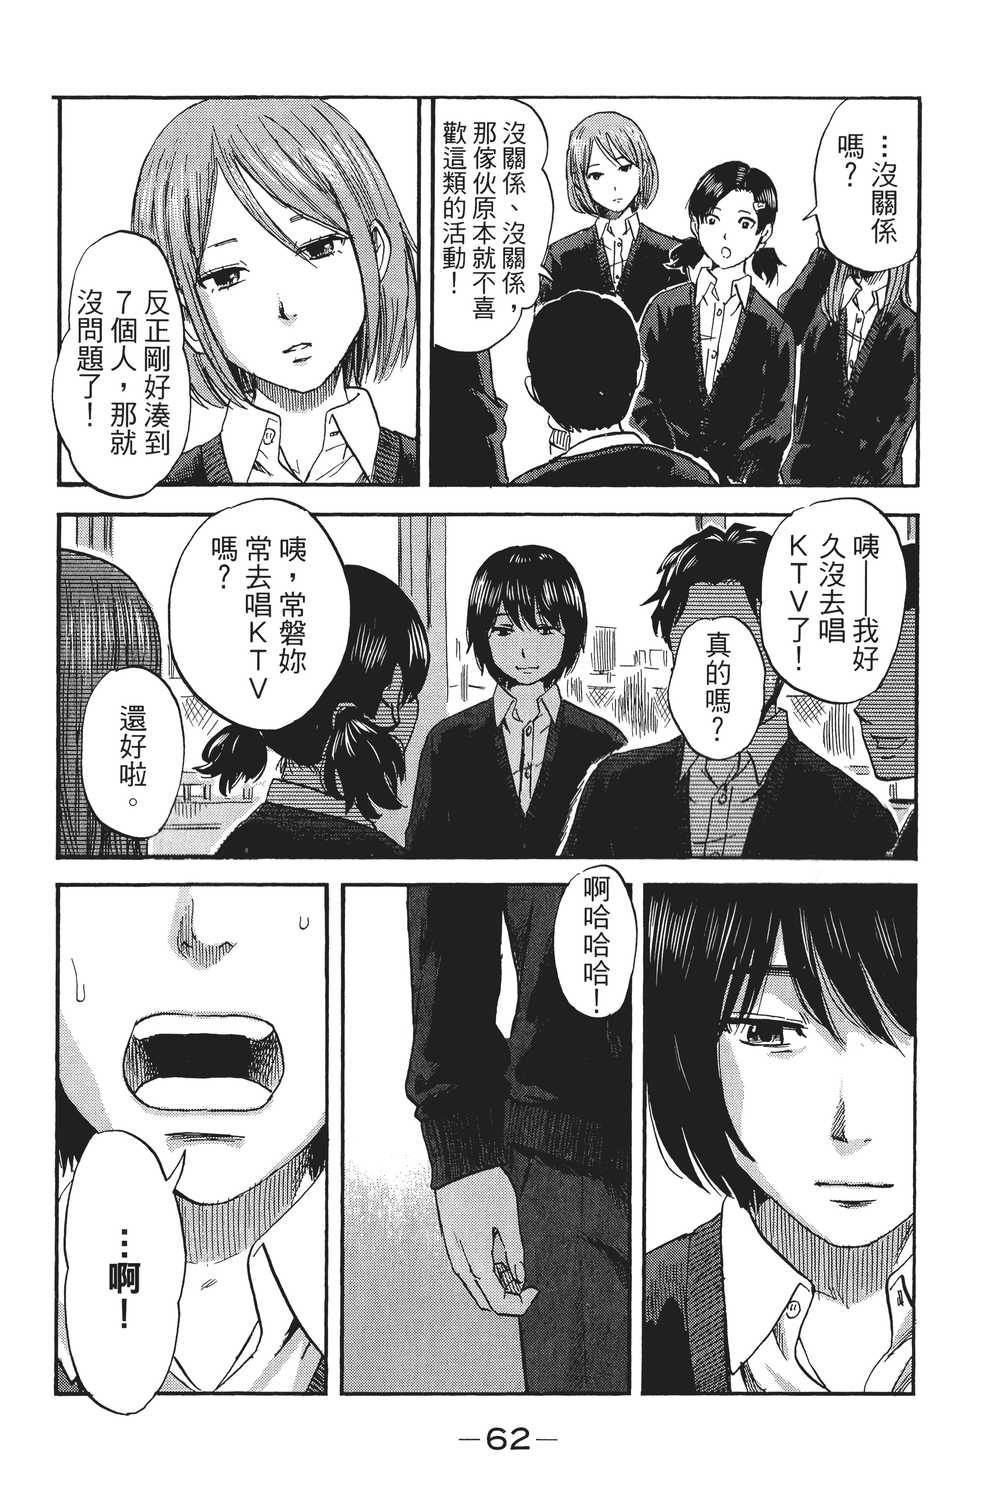 …沒關係
嗎？
沒關係、沒關係，
那傢伙原本就不喜
歡這類的活動！
反正剛好湊到
７個人，那就
沒問題了！
咦──我好
久沒去唱
ＫＴＶ了！
真的嗎？
咦，常磐妳
常去唱ＫＴＶ
嗎？
還好啦。
啊哈哈哈！
…啊！
—62—